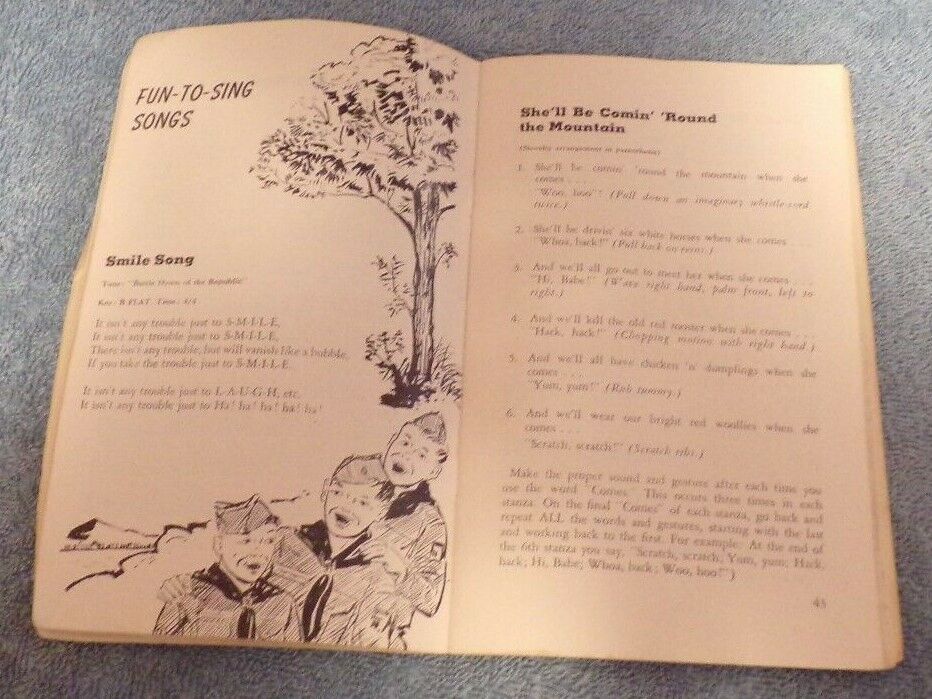 FUN-TO-SING
SONGS
Smile Song
Tune: "Battle Hymn of the Republic"
Key: B FLAT Time: 4/4
It isn't any trouble just to S-M-I-L-E,
It isn't any trouble just to S-M-I-L-E,
There isn't any trouble, but will vanish like a bubble,
If you take the trouble just to S-M-I-L-E.
It isn't any trouble just to L-A-U-G-H, etc.
It isn't any trouble just to Ha! ha! ha! ha! ha!
She'll Be Comin' 'Round
the Mountain
(Novelty arrangement in parenthesis)
1. She'll be comin' 'round the mountain when she
comes . .
"Woo, hoo"! (Pull down an imaginary whistle-cord
twice.)
2. She'll be drivin' six white horses when she comes . .
"Whoa, back!" (Pull back on reins.)
3. And we'll all go out to meet her when she comes . .
"Hi, Babe!" (Wave right hand, palm front, left to
right.)
4. And we'll kill the old red rooster when she comes . .
"Hack, hack!" (Chopping motion with right hand.)
5. And we'll all have chicken 'n' dumplings when she
comes . . .
"Yum, yum!" (Rub tummy.)
6. And we'll wear our bright red woollies when she
comes . . .
"Scratch, scratch!" (Scratch ribs.)
Make the proper sound and gesture after each time you
use the word "Comes." This occurs three times in each
stanza. On the final "Comes" of each stanza, go back and
repeat ALL the words and gestures, starting with the last
and working back to the first. For example: At the end of
the 6th stanza you say, "Scratch, scratch; Yum, yum; Hack,
hack; Hi, Babe; Whoa, back; Woo, hoo!")
45